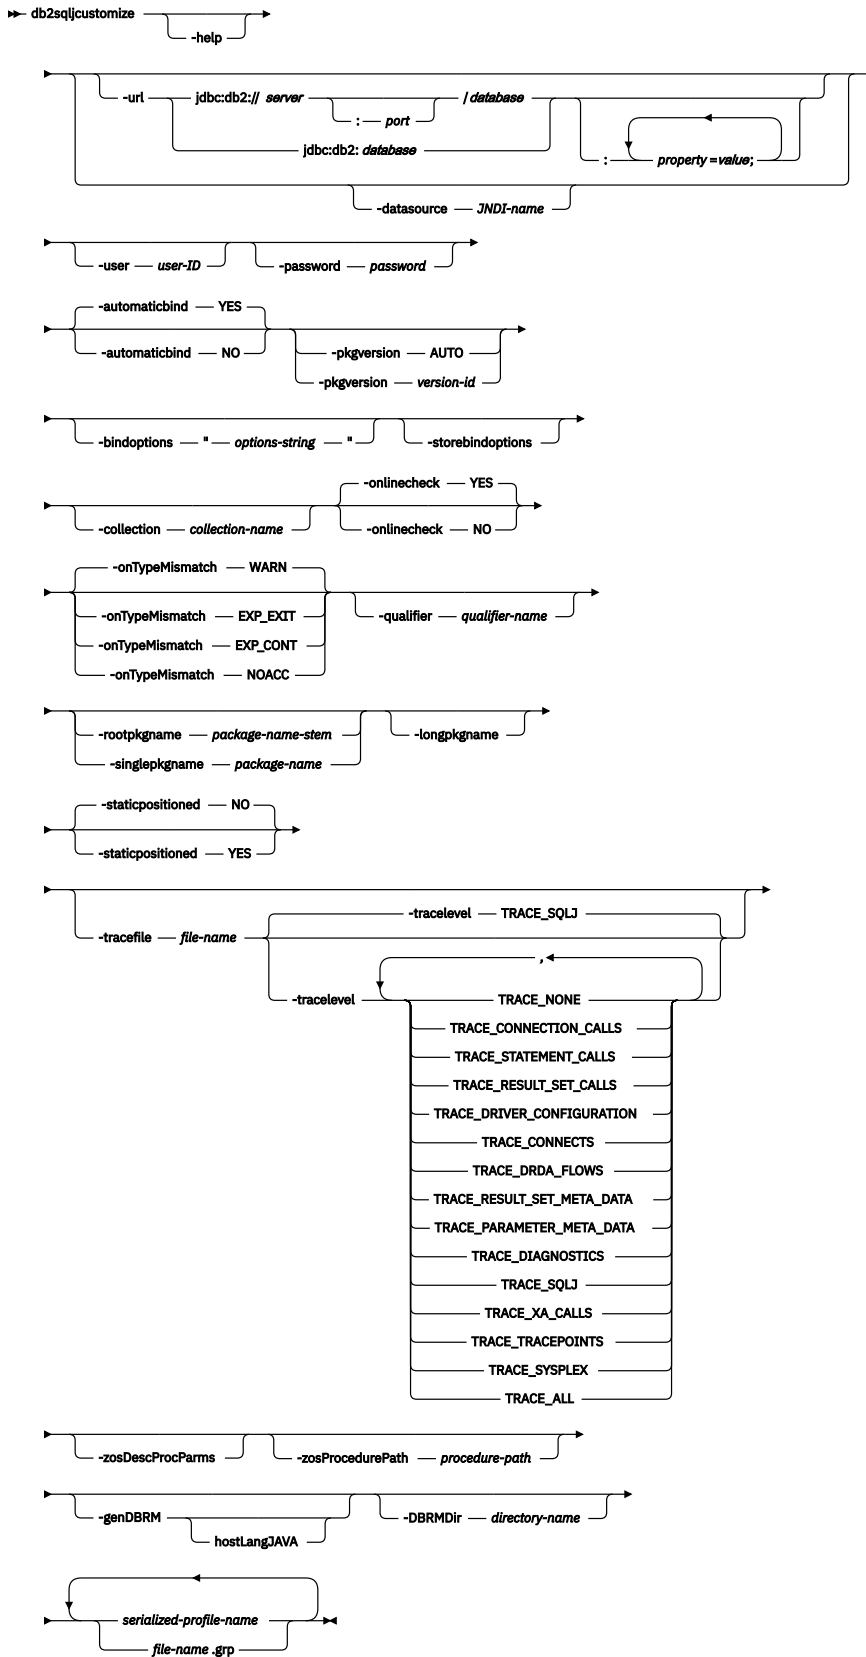 db2sqljcustomize
-help
-url jdbc:db2:// server : port / database
jdbc:db2: database : property =value;
-datasource JNDI-name
-user user-ID -password password
-automaticbind YES
-automaticbind NO -pkgversion AUTO
-pkgversion version-id
-bindoptions " options-string " -storebindoptions
-onlinecheck YES
-collection collection-name -onlinecheck NO
-onTypeMismatch WARN
-onTypeMismatch EXP_EXIT -qualifier qualifier-name
-onTypeMismatch EXP_CONT
-onTypeMismatch NOACC
-rootpkgname package-name-stem -longpkgname
-singlepkgname package-name
-staticpositioned NO
-staticpositioned YES
-tracelevel TRACE_SQLJ
-tracefile file-name
,
-tracelevel TRACE_NONE
TRACE_CONNECTION_CALLS
TRACE_STATEMENT_CALLS
TRACE_RESULT_SET_CALLS
TRACE_DRIVER_CONFIGURATION
TRACE_CONNECTS
TRACE_DRDA_FLOWS
TRACE_RESULT_SET_META_DATA
TRACE_PARAMETER_META_DATA
TRACE_DIAGNOSTICS
TRACE_SQLJ
TRACE_XA_CALLS
TRACE_TRACEPOINTS
TRACE_SYSPLEX
TRACE_ALL
-zosDescProcParms -zosProcedurePath procedure-path
-genDBRM -DBRMDir directory-name
hostLangJAVA
serialized-profile-name
file-name .grp